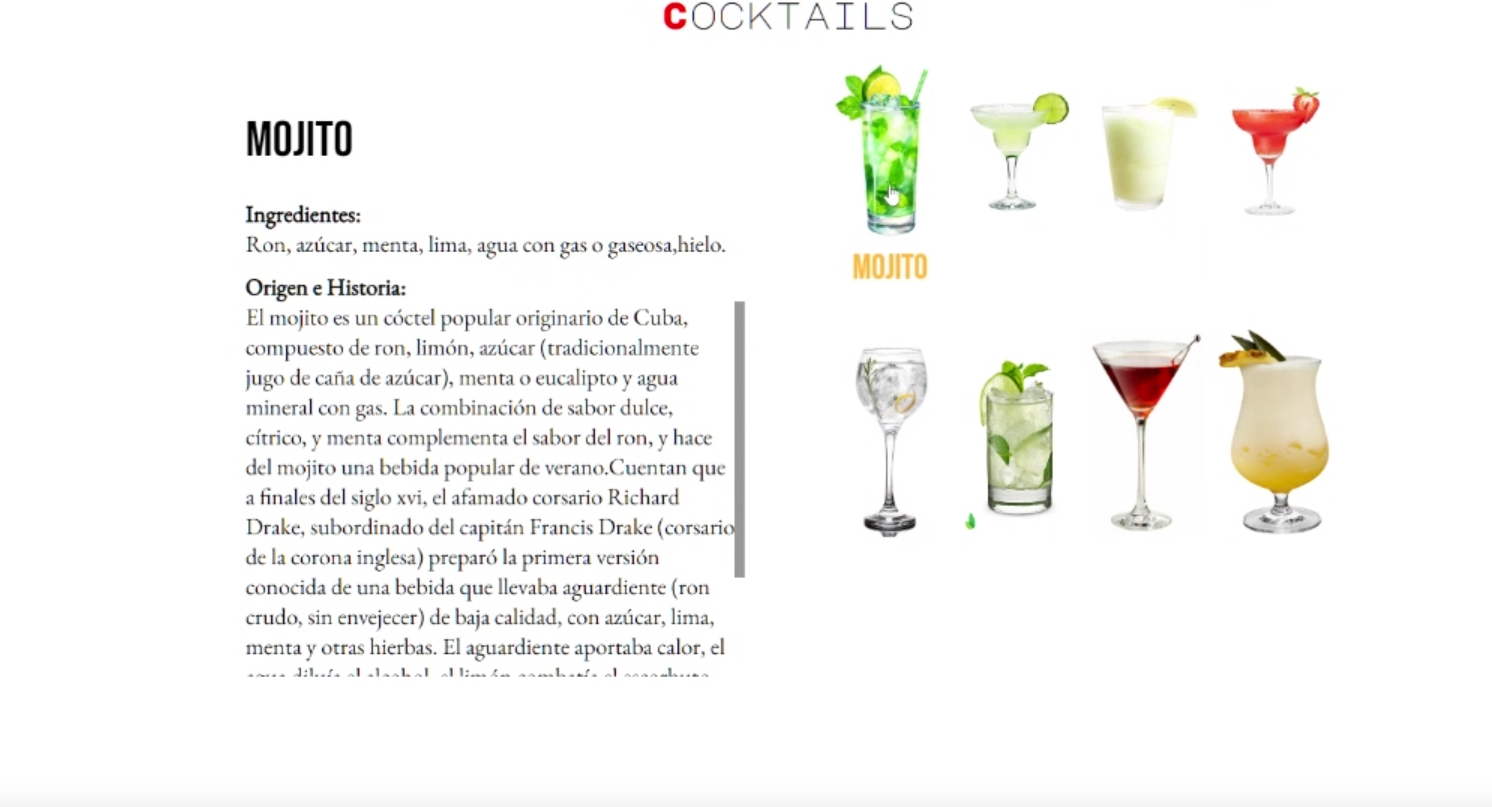 COCKTAILS
MOJITO
Ingredientes:
Ron, azúcar, menta, lima, agua con gas o gaseosa,hielo.
Origen e Historia:
El mojito es un cóctel popular originario de Cuba,
compuesto de ron, limón, azúcar (tradicionalmente
jugo de caña de azúcar), menta o eucalipto y agua
mineral con gas. La combinación de sabor dulce,
cítrico, y menta complementa el sabor del ron, y hace
del mojito una bebida popular de verano.Cuentan que
a finales del siglo xvi, el afamado corsario Richard
Drake, subordinado del capitán Francis Drake (corsario
de la corona inglesa) preparó la primera versión
conocida de una bebida que llevaba aguardiente (ron
crudo, sin envejecer) de baja calidad, con azúcar, lima,
menta y otras hierbas. El aguardiente aportaba calor, el
MOJITO